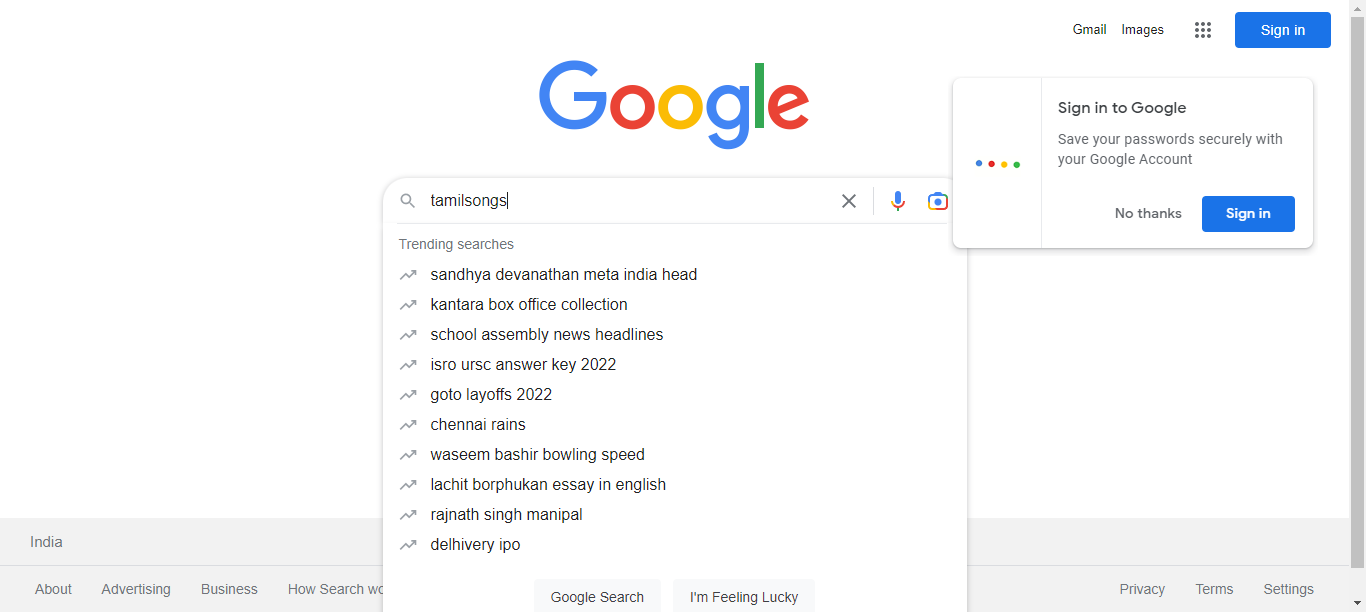 Gmail Images Sign in
Google
Sign in to Google
Save your passwords securely with
your Google Account
No thanks Sign in
tamilsongs
Trending searches
sandhya devanathan meta india head
kantara box office collection
school assembly news headlines
isro ursc answer key 2022
goto layoffs 2022
chennai rains
waseem bashir bowling speed
lachit borphukan essay in english
rajnath singh manipal
delhivery ipo
Google Search I'm Feeling Lucky
India
About Advertising Business How Search wo
Privacy Terms Settings